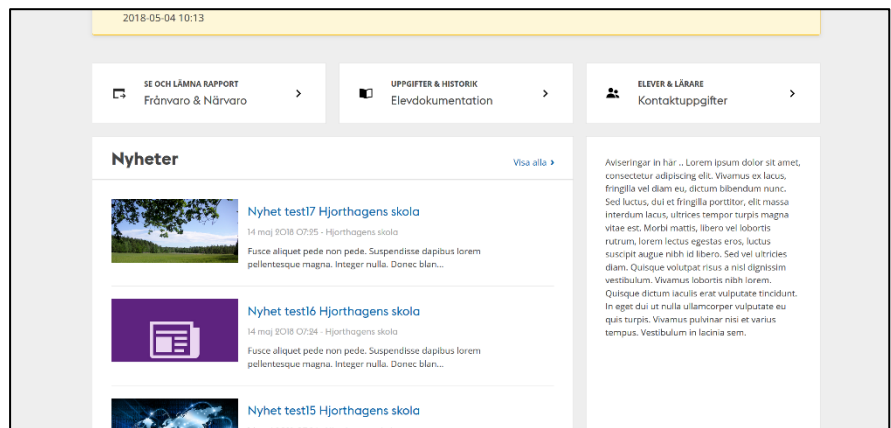 2018-05-04 10:13
SE OCH LÄMNA RAPPORT
Frånvaro & Närvaro
UPPGIFTER & HISTORIK
Elevdokumentation
ELEVER & LÄRARE
Kontaktuppgifter
Nyheter
Visa alla
Nyhet test17 Hjorthagens skola
14 maj 2018 07:25 - Hjorthagens skola
Fusce aliquet pede non pede. Suspendisse dapibus lorem
pellentesque magna. Integer nulla. Donec blan...
Nyhet test16 Hjorthagens skola
14 maj 2018 07:24 - Hjorthagens skola
Fusce aliquet pede non pede. Suspendisse dapibus lorem
pellentesque magna. Integer nulla. Donec blan...
Nyhet test15 Hjorthagens skola
Aviseringar in här .. Lorem ipsum dolor sit amet,
consectetur adipiscing elit. Vivamus ex lacus,
fringilla vel diam eu, dictum bibendum nunc.
Sed luctus, dui et fringilla porttitor, elit massa
interdum lacus, ultrices tempor turpis magna
vitae est. Morbi mattis, libero vel lobortis
rutrum, lorem lectus egestas eros, luctus
suscipit augue nibh id libero. Sed vel ultricies
diam. Quisque volutpat risus a nisl dignissim
vestibulum. Vivamus lobortis nibh lorem.
Quisque dictum iaculis erat vulputate tincidunt.
In eget dui ut nulla ullamcorper vulputate eu
quis turpis. Vivamus pulvinar nisi et varius
tempus. Vestibulum in lacinia sem.